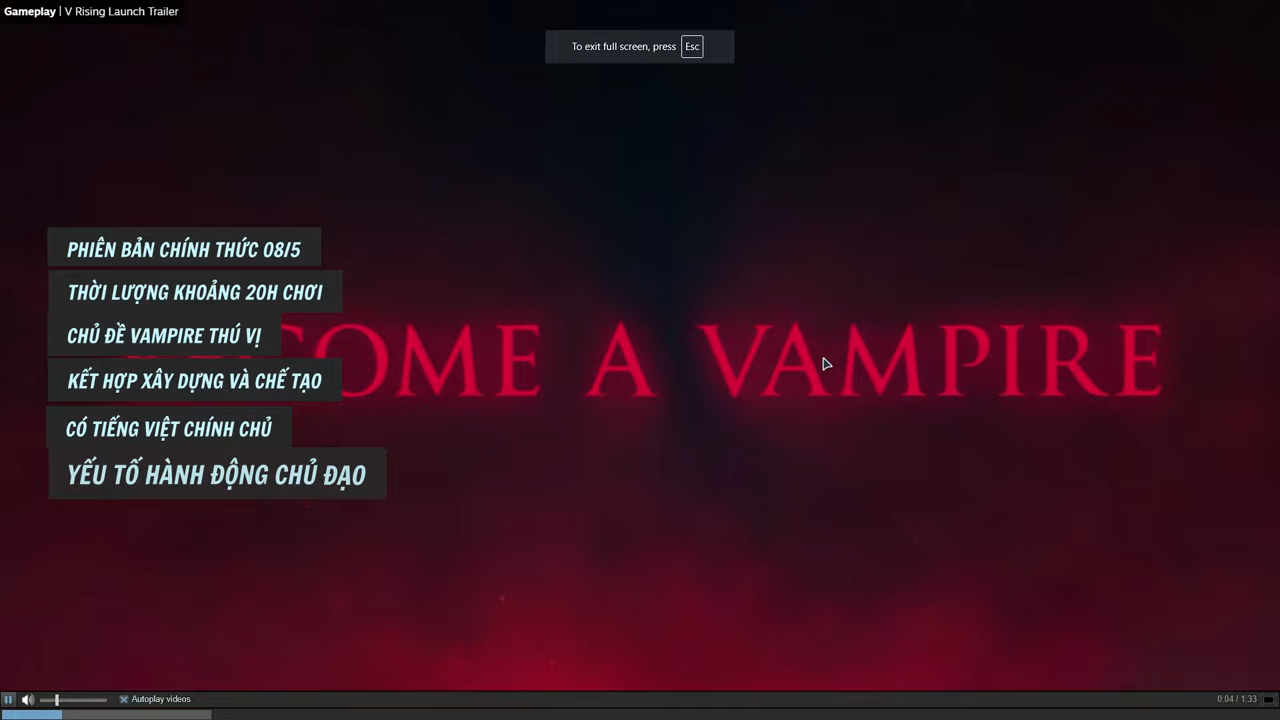 Gameplay | V Rising Launch Trailer
To exit full screen, press Esc
PHIÊN BẢN CHÍNH THỨC 08/5
THỜI LƯỢNG KHOẢNG 20H CHƠI
CHỦ ĐỀ VAMPIRE THÚ VỊ
COME A VAMPIRE
KẾT HỢP XÂY DỰNG VÀ CHẾ TẠO
CÓ TIẾNG VIỆT CHÍNH CHỦ
YẾU TỐ HÀNH ĐỘNG CHỦ ĐẠO
Autoplay videos
0:04 / 1:33